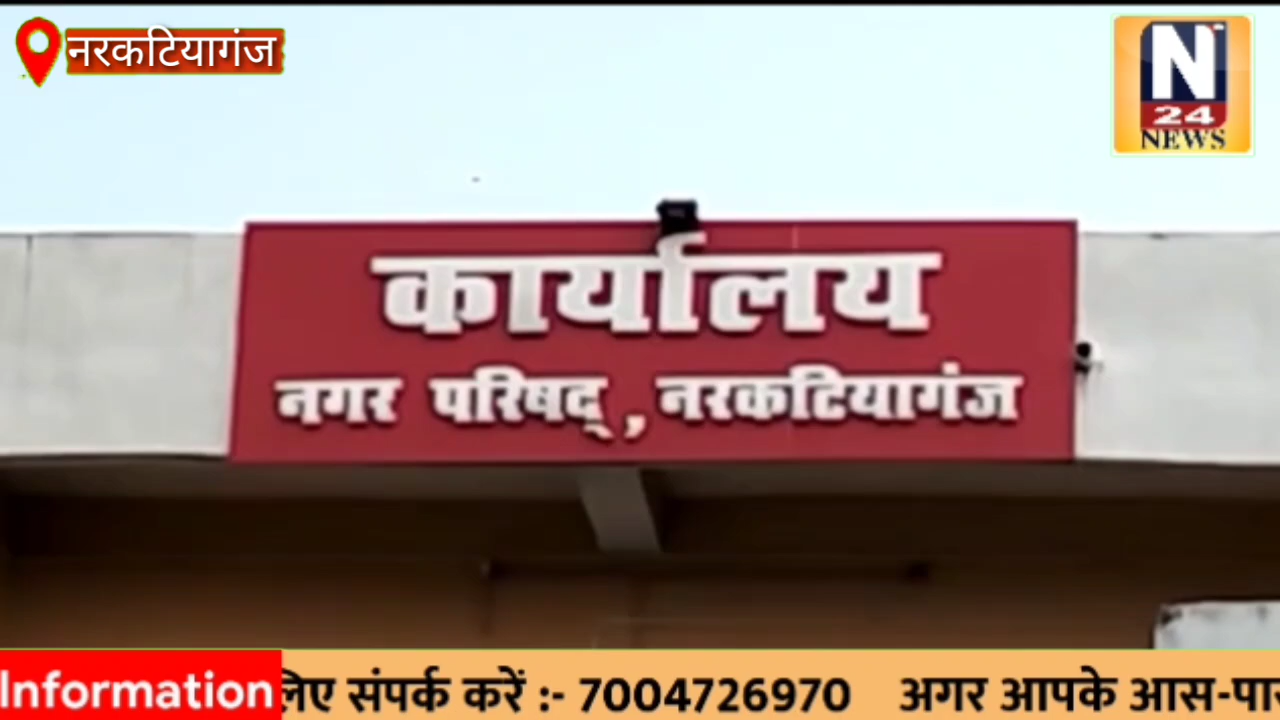 नरकटियागंज
N
24
NEWS
कार्यालय
नगर परिषद् , नरकटियागंज
Information
लिए संपर्क करें :- 7004726970 अगर आपके आस-पा